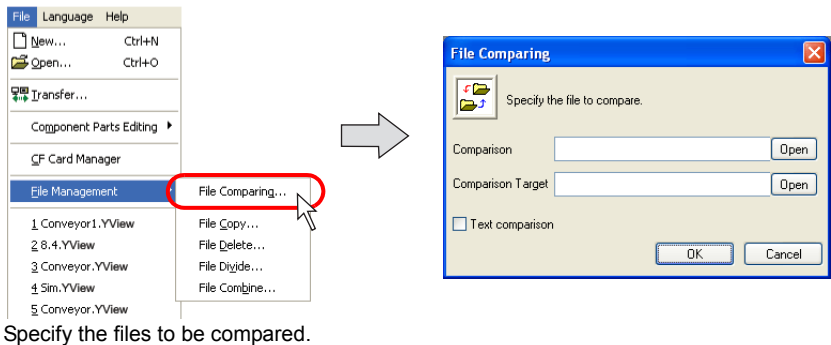 File Language Help
New... Ctrl+N
Open... Ctrl+O
Transfer...
Component Parts Editing
CF Card Manager
File Management
1 Conveyor1.YView
2 8.4.YView
3 Conveyor.YView
4 Sim.YView
5 Conveyor.YView
File Comparing...
File Copy...
File Delete...
File Divide...
File Combine...
File Comparing
Specify the file to compare.
Comparison Open
Comparison Target Open
Text comparison
OK Cancel
Specify the files to be compared.